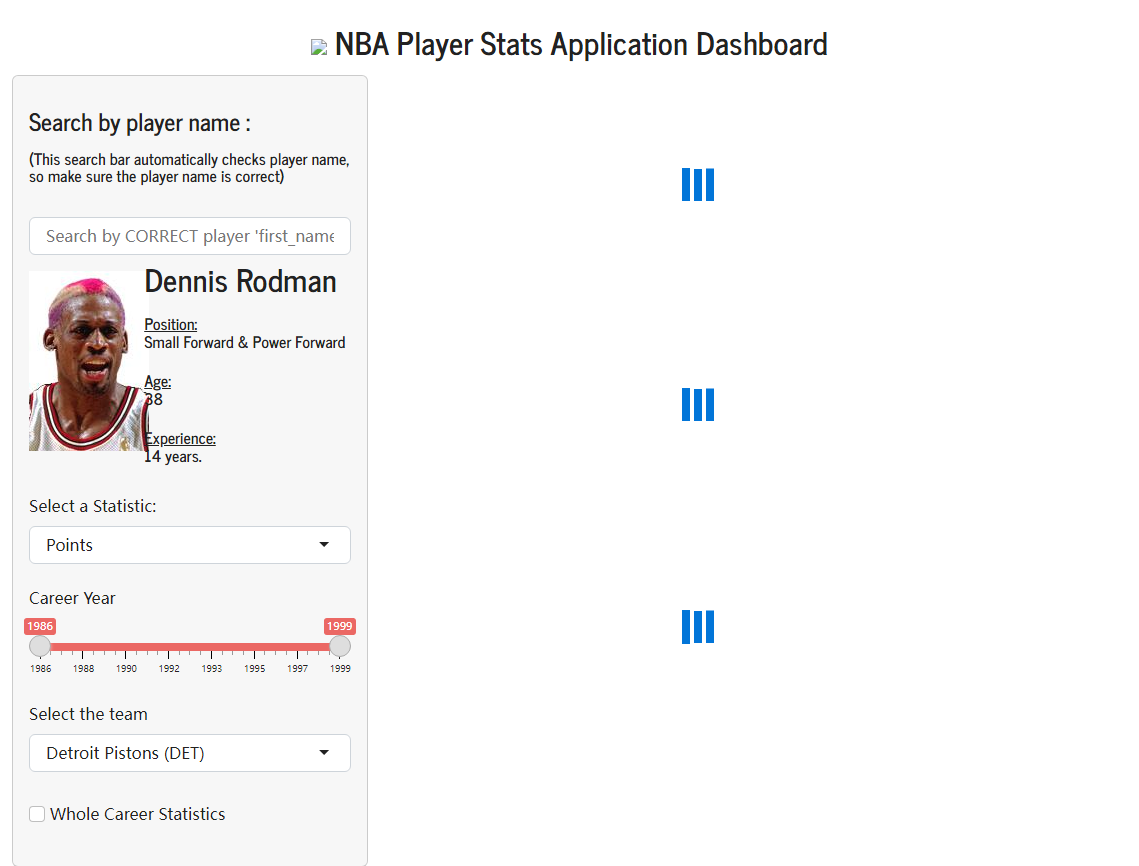 NBA Player Stats Application Dashboard
Search by player name :
(This search bar automatically checks player name,
so make sure the player name is correct)
Search by CORRECT player 'first_name
Dennis Rodman
Position:
Small Forward & Power Forward
Age:
38
Experience:
14 years.
Select a Statistic:
Points
Career Year
1986 1999
1986 1988 1990 1992 1993 1995 1997 1999
Select the team
Detroit Pistons (DET)
Whole Career Statistics